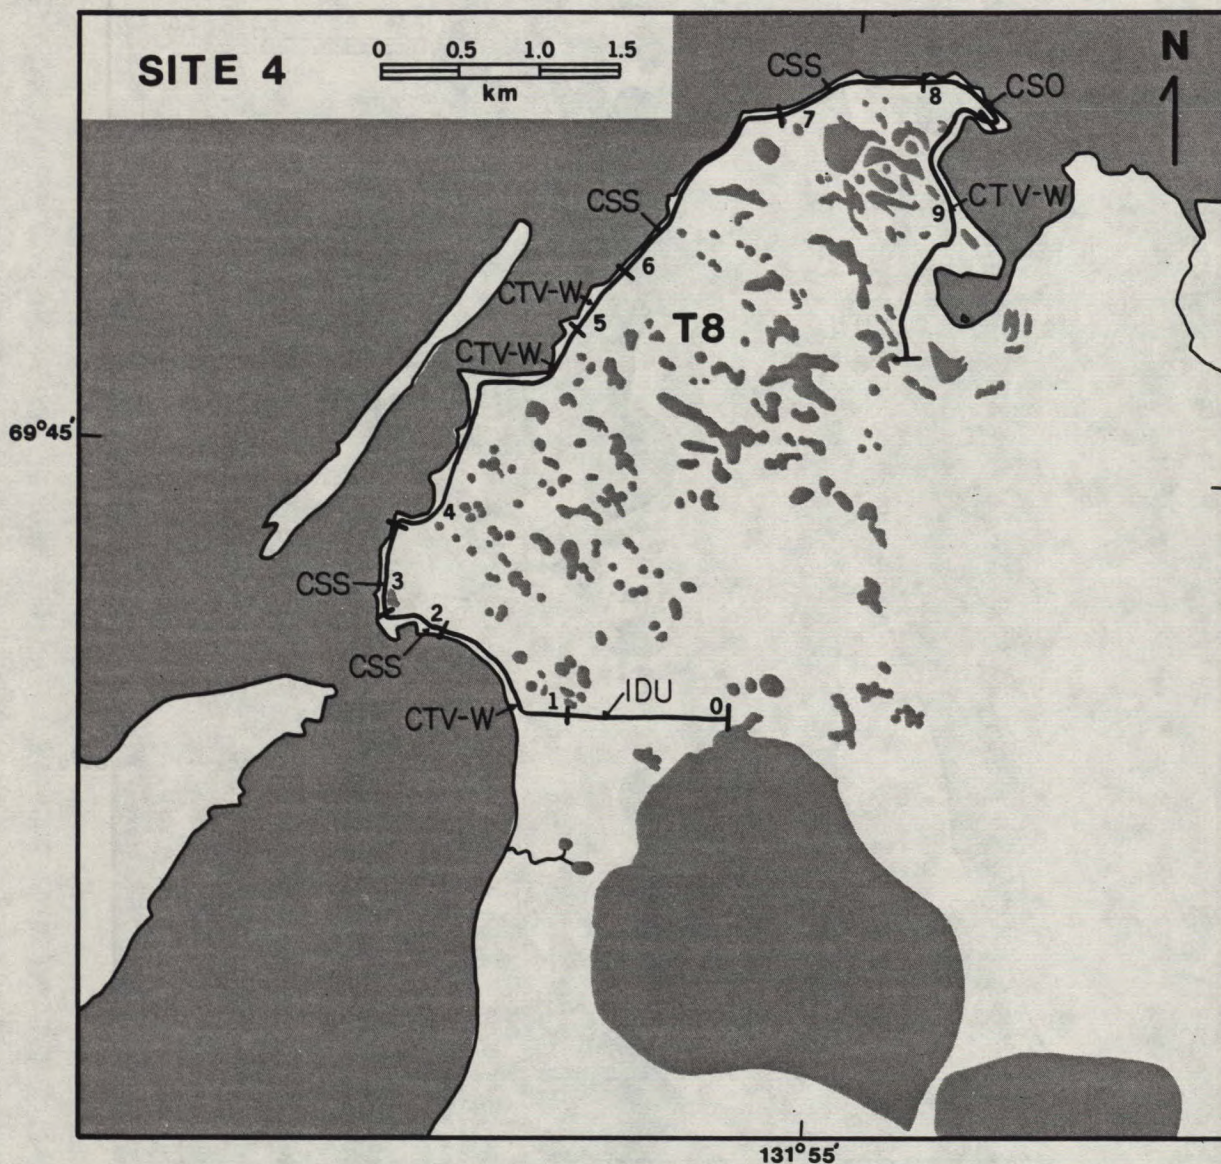 SITE 4
0 0.5 1.0 1.5
km
N
CSS
8
CSO
7
CSS
9
CTV-W
6
CTV-W
5
T8
CTV-W
69°45'
4
CSS
3
2
CSS
IDU
1
0
CTV-W
131°55'